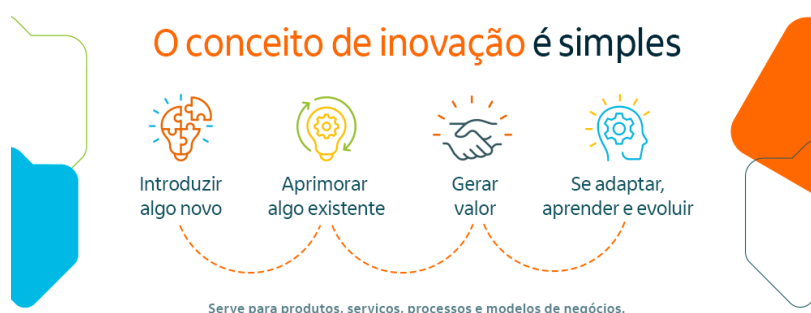 O conceito de inovação é simples
Introduzir
algo novo
Aprimorar
algo existente
Gerar
valor
Se adaptar,
aprender e evoluir
Serve para produtos, serviços, processos e modelos de negócios.